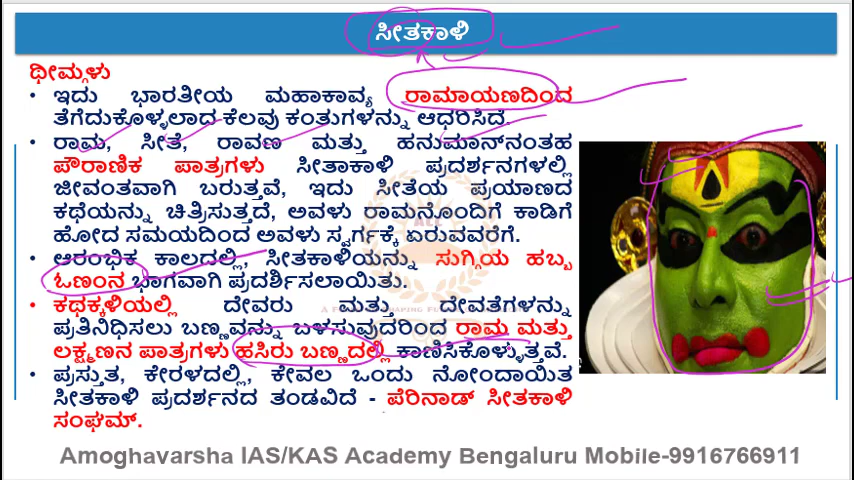 ಸೀತಕಾಳಿ
ಥೀಮ್ಗಳು
• ಇದು ಭಾರತೀಯ ಮಹಾಕಾವ್ಯ ರಾಮಾಯಣದಿಂದ
ತೆಗೆದುಕೊಳ್ಳಲಾದ ಕೆಲವು ಕಂತುಗಳನ್ನು ಆಧರಿಸಿದೆ.
• ರಾಮ, ಸೀತೆ, ರಾವಣ ಮತ್ತು ಹನುಮಾನ್‌ನಂತಹ
ಪೌರಾಣಿಕ ಪಾತ್ರಗಳು ಸೀತಾಕಾಳಿ ಪ್ರದರ್ಶನಗಳಲ್ಲಿ
ಜೀವಂತವಾಗಿ ಬರುತ್ತವೆ, ಇದು ಸೀತೆಯ ಪ್ರಯಾಣದ
ಕಥೆಯನ್ನು ಚಿತ್ರಿಸುತ್ತದೆ, ಅವಳು ರಾಮನೊಂದಿಗೆ ಕಾಡಿಗೆ
ಹೋದ ಸಮಯದಿಂದ ಅವಳು ಸ್ವರ್ಗಕ್ಕೆ ಏರುವವರೆಗೆ.
• ಆರಂಭಿಕ ಕಾಲದಲ್ಲಿ, ಸೀತಕಾಳಿಯನ್ನು ಸುಗ್ಗಿಯ ಹಬ್ಬ
ಓಣಂನ ಭಾಗವಾಗಿ ಪ್ರದರ್ಶಿಸಲಾಯಿತು.
• ಕಥಕ್ಕಳಿಯಲ್ಲಿ ದೇವರು ಮತ್ತು ದೇವತೆಗಳನ್ನು
ಪ್ರತಿನಿಧಿಸಲು ಬಣ್ಣವನ್ನು ಬಳಸುವುದರಿಂದ ರಾಮ ಮತ್ತು
ಲಕ್ಷ್ಮಣನ ಪಾತ್ರಗಳು ಹಸಿರು ಬಣ್ಣದಲ್ಲಿ ಕಾಣಿಸಿಕೊಳ್ಳುತ್ತವೆ.
• ಪ್ರಸ್ತುತ, ಕೇರಳದಲ್ಲಿ, ಕೇವಲ ಒಂದು ನೋಂದಾಯಿತ
ಸೀತಕಾಳಿ ಪ್ರದರ್ಶನದ ತಂಡವಿದೆ - ಪೆರಿನಾಡ್ ಸೀತಕಾಳಿ
ಸಂಘಮ್.
Amoghavarsha IAS/KAS Academy Bengaluru Mobile-9916766911